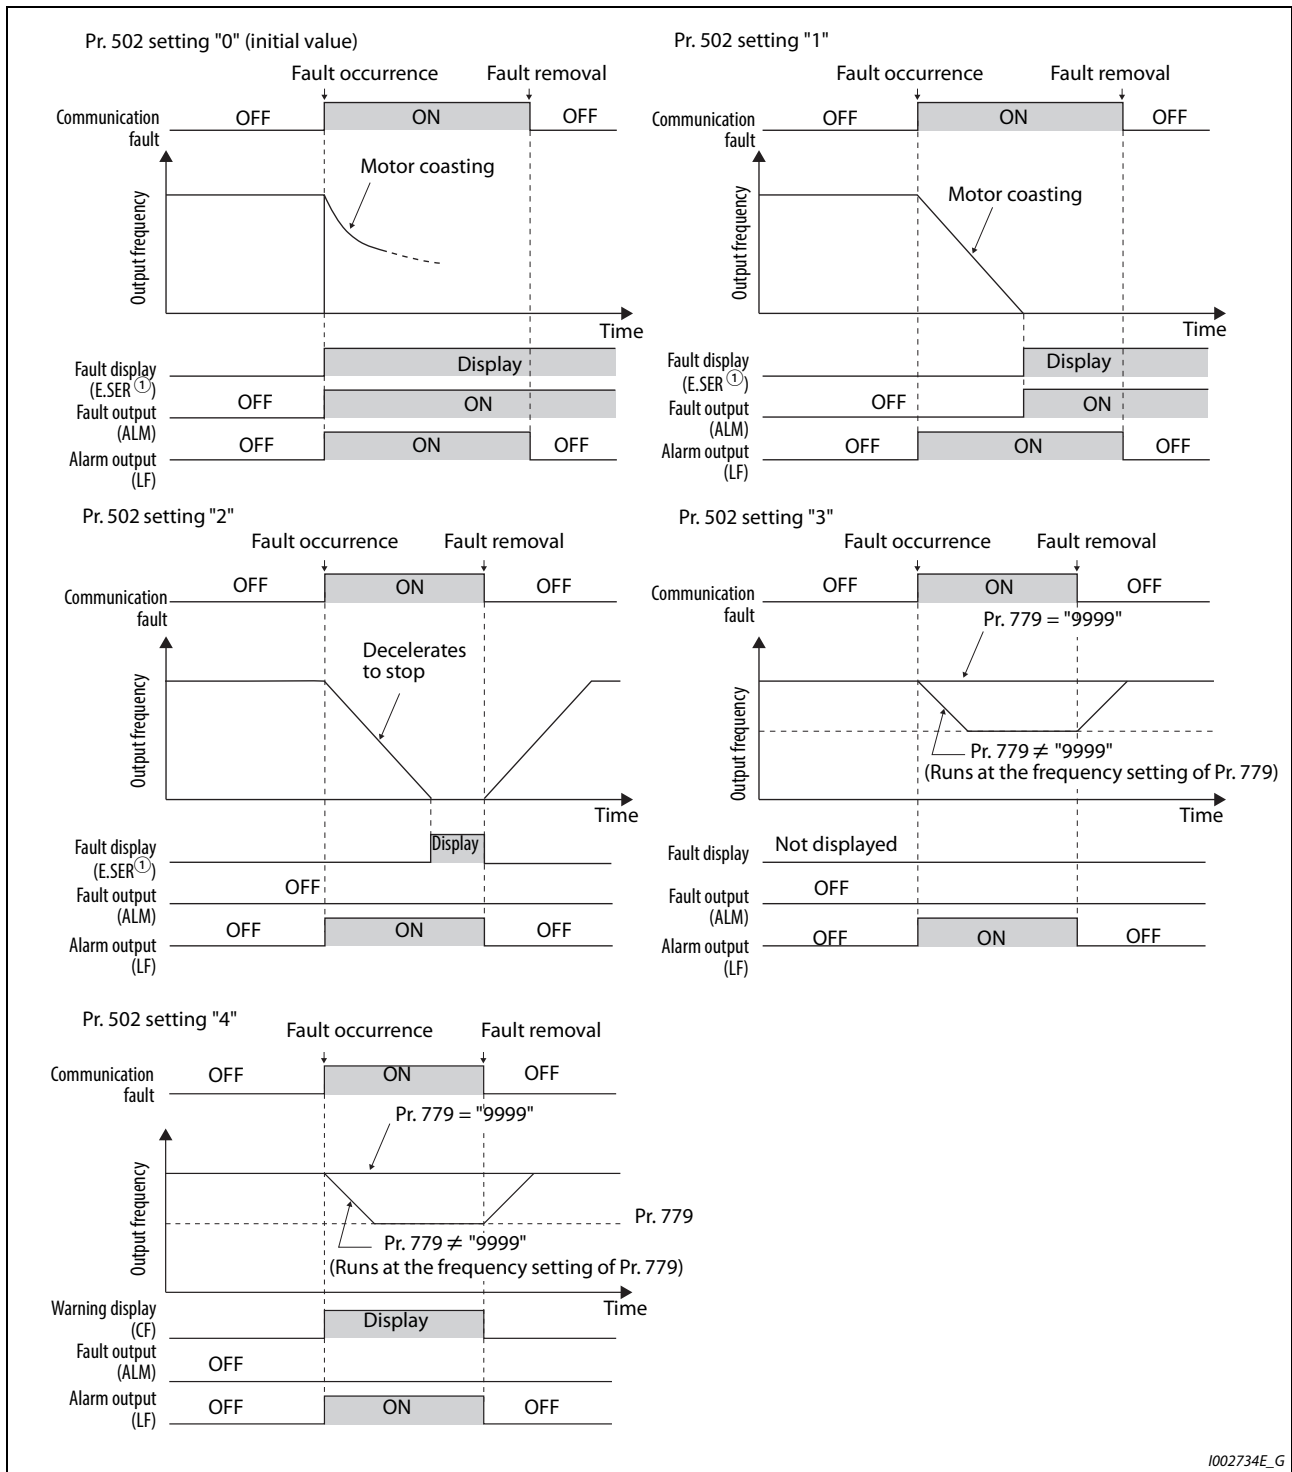 Pr. 502 setting "0" (initial value)
Fault occurrence Fault removal
Communication fault
OFF ON OFF
Motor coasting
Output frequency
Time
Fault display
(E.SER ①)
Display
Fault output
(ALM)
OFF ON
Alarm output
(LF)
OFF ON OFF
Pr. 502 setting "1"
Fault occurrence Fault removal
Communication fault
OFF ON OFF
Motor coasting
Output frequency
Time
Fault display
(E.SER ①)
Display
Fault output
(ALM)
OFF ON
Alarm output
(LF)
OFF ON OFF
Pr. 502 setting "2"
Fault occurrence Fault removal
Communication fault
OFF ON OFF
Decelerates
to stop
Output frequency
Time
Fault display
(E.SER①)
Display
Fault output
(ALM)
OFF
Alarm output
(LF)
OFF ON OFF
Pr. 502 setting "3"
Fault occurrence Fault removal
Communication fault
OFF ON OFF
Pr. 779 = "9999"
Output frequency
Pr. 779 ≠ "9999"
(Runs at the frequency setting of Pr. 779)
Time
Fault display
Not displayed
Fault output
(ALM)
OFF
Alarm output
(LF)
OFF ON OFF
Pr. 502 setting "4"
Fault occurrence Fault removal
Communication fault
OFF ON OFF
Pr. 779 = "9999"
Output frequency
Pr. 779
Pr. 779 ≠ "9999"
(Runs at the frequency setting of Pr. 779)
Time
Warning display
(CF)
Display
Fault output
(ALM)
OFF
Alarm output
(LF)
OFF ON OFF
I002734E_G